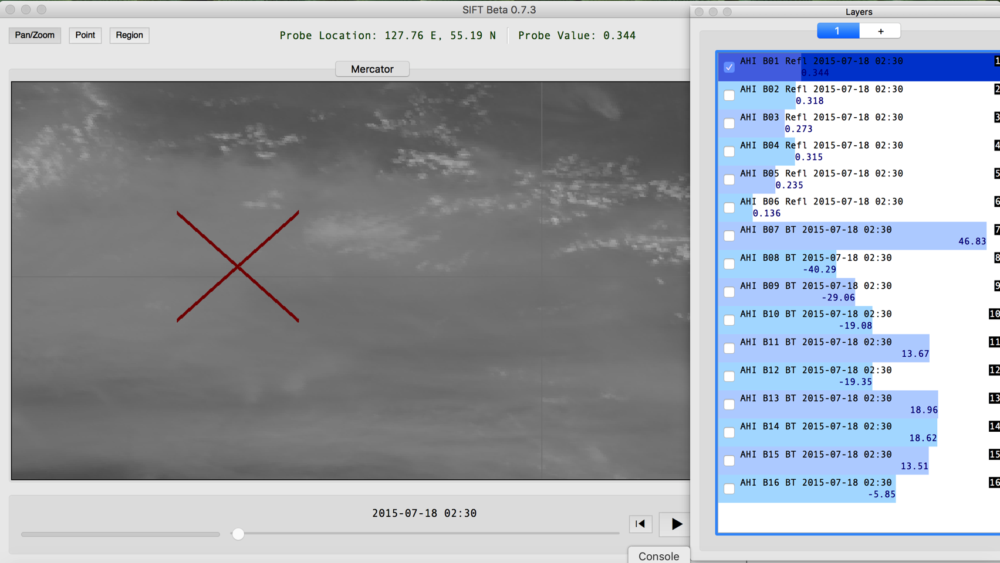 SIFT Beta 0.7.3
Pan/Zoom Point Region
Probe Location: 127.76 E, 55.19 N Probe Value: 0.344
Mercator
2015-07-18 02:30
Console
Layers
1 +
AHI B01 Refl 2015-07-18 02:30 1
0.344
AHI B02 Refl 2015-07-18 02:30 2
0.318
AHI B03 Refl 2015-07-18 02:30 3
0.273
AHI B04 Refl 2015-07-18 02:30 4
0.315
AHI B05 Refl 2015-07-18 02:30 5
0.235
AHI B06 Refl 2015-07-18 02:30 6
0.136
AHI B07 BT 2015-07-18 02:30 7
46.83
AHI B08 BT 2015-07-18 02:30 8
-40.29
AHI B09 BT 2015-07-18 02:30 9
-29.06
AHI B10 BT 2015-07-18 02:30 10
-19.08
AHI B11 BT 2015-07-18 02:30 11
13.67
AHI B12 BT 2015-07-18 02:30 12
-19.35
AHI B13 BT 2015-07-18 02:30 13
18.96
AHI B14 BT 2015-07-18 02:30 14
18.62
AHI B15 BT 2015-07-18 02:30 15
13.51
AHI B16 BT 2015-07-18 02:30 16
-5.85